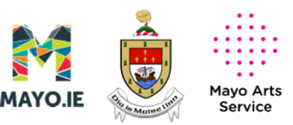 M
MAYO.IE
Dia is Muire Linn
Mayo Arts
Service